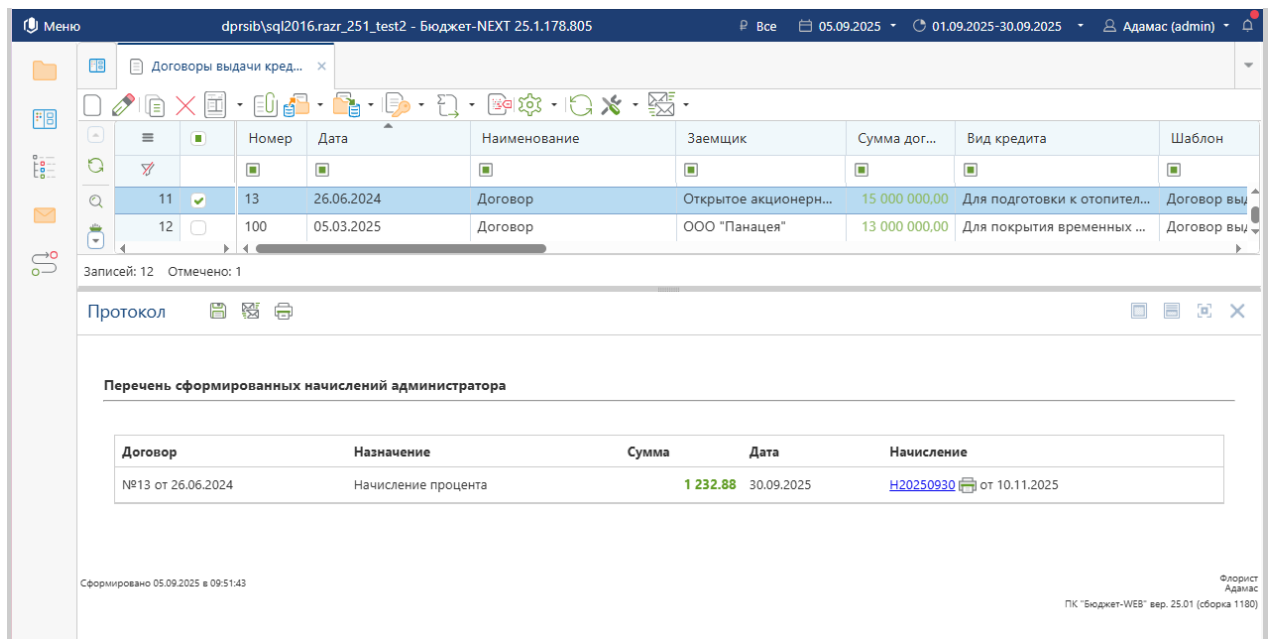 Меню dprsib\sql2016.razr_251_test2 - Бюджет-NEXT 25.1.178.805 ₽ Все 05.09.2025 01.09.2025-30.09.2025 Адамас (admin)
Договоры выдачи кред... ×
Номер Дата Наименование Заемщик Сумма дог... Вид кредита Шаблон
11 13 26.06.2024 Договор Открытое акционерн... 15 000 000,00 Для подготовки к отопител... Договор выд
12 100 05.03.2025 Договор ООО "Панацея" 13 000 000,00 Для покрытия временных ... Договор выд
Записей: 12 Отмечено: 1
Протокол
Перечень сформированных начислений администратора
Договор Назначение Сумма Дата Начисление
№13 от 26.06.2024 Начисление процента 1 232.88 30.09.2025 Н20250930 от 10.11.2025
Сформировано 05.09.2025 в 09:51:43
Флорист
Адамас
ПК "Бюджет-WEB" вер. 25.01 (сборка 1180)